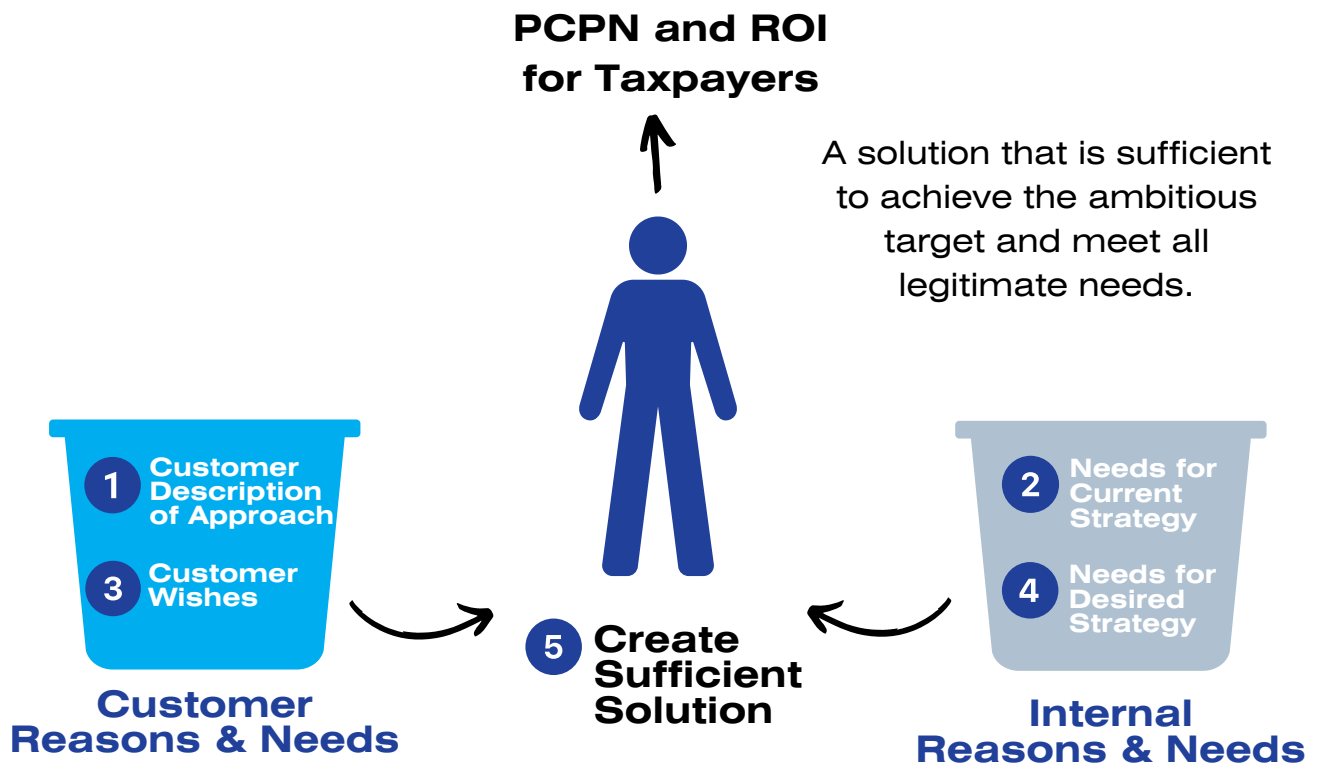 PCPN and ROI
for Taxpayers
A solution that is sufficient
to achieve the ambitious
target and meet all
legitimate needs.
1
Customer
Description
of Approach
3
Customer
Wishes
Customer
Reasons & Needs
5
Create
Sufficient
Solution
2
Needs for
Current
Strategy
4
Needs for
Desired
Strategy
Internal
Reasons & Needs